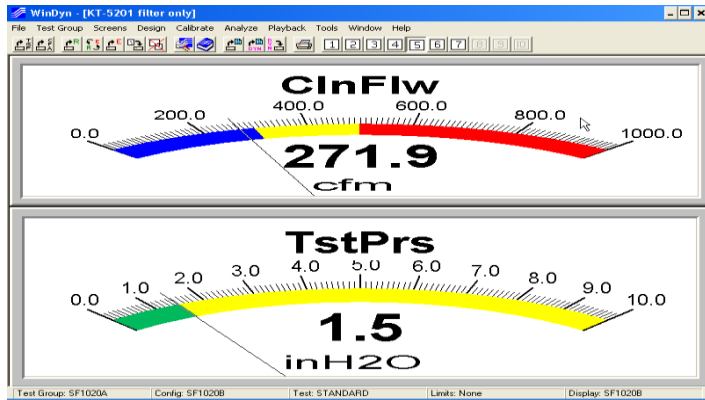 WinDyn - [KT-5201 filter only]
File Test Group Screens Design Calibrate Analyze Playback Tools Window Help
1 2 3 4 5 6 7 8 9 10
ClnFlw
0.0 200.0 400.0 600.0 800.0 1000.0
271.9
cfm
TstPrs
0.0 1.0 2.0 3.0 4.0 5.0 6.0 7.0 8.0 9.0 10.0
1.5
inH2O
Test Group: SF1020A Config: SF1020B Test: STANDARD Limits: None Display: SF1020B